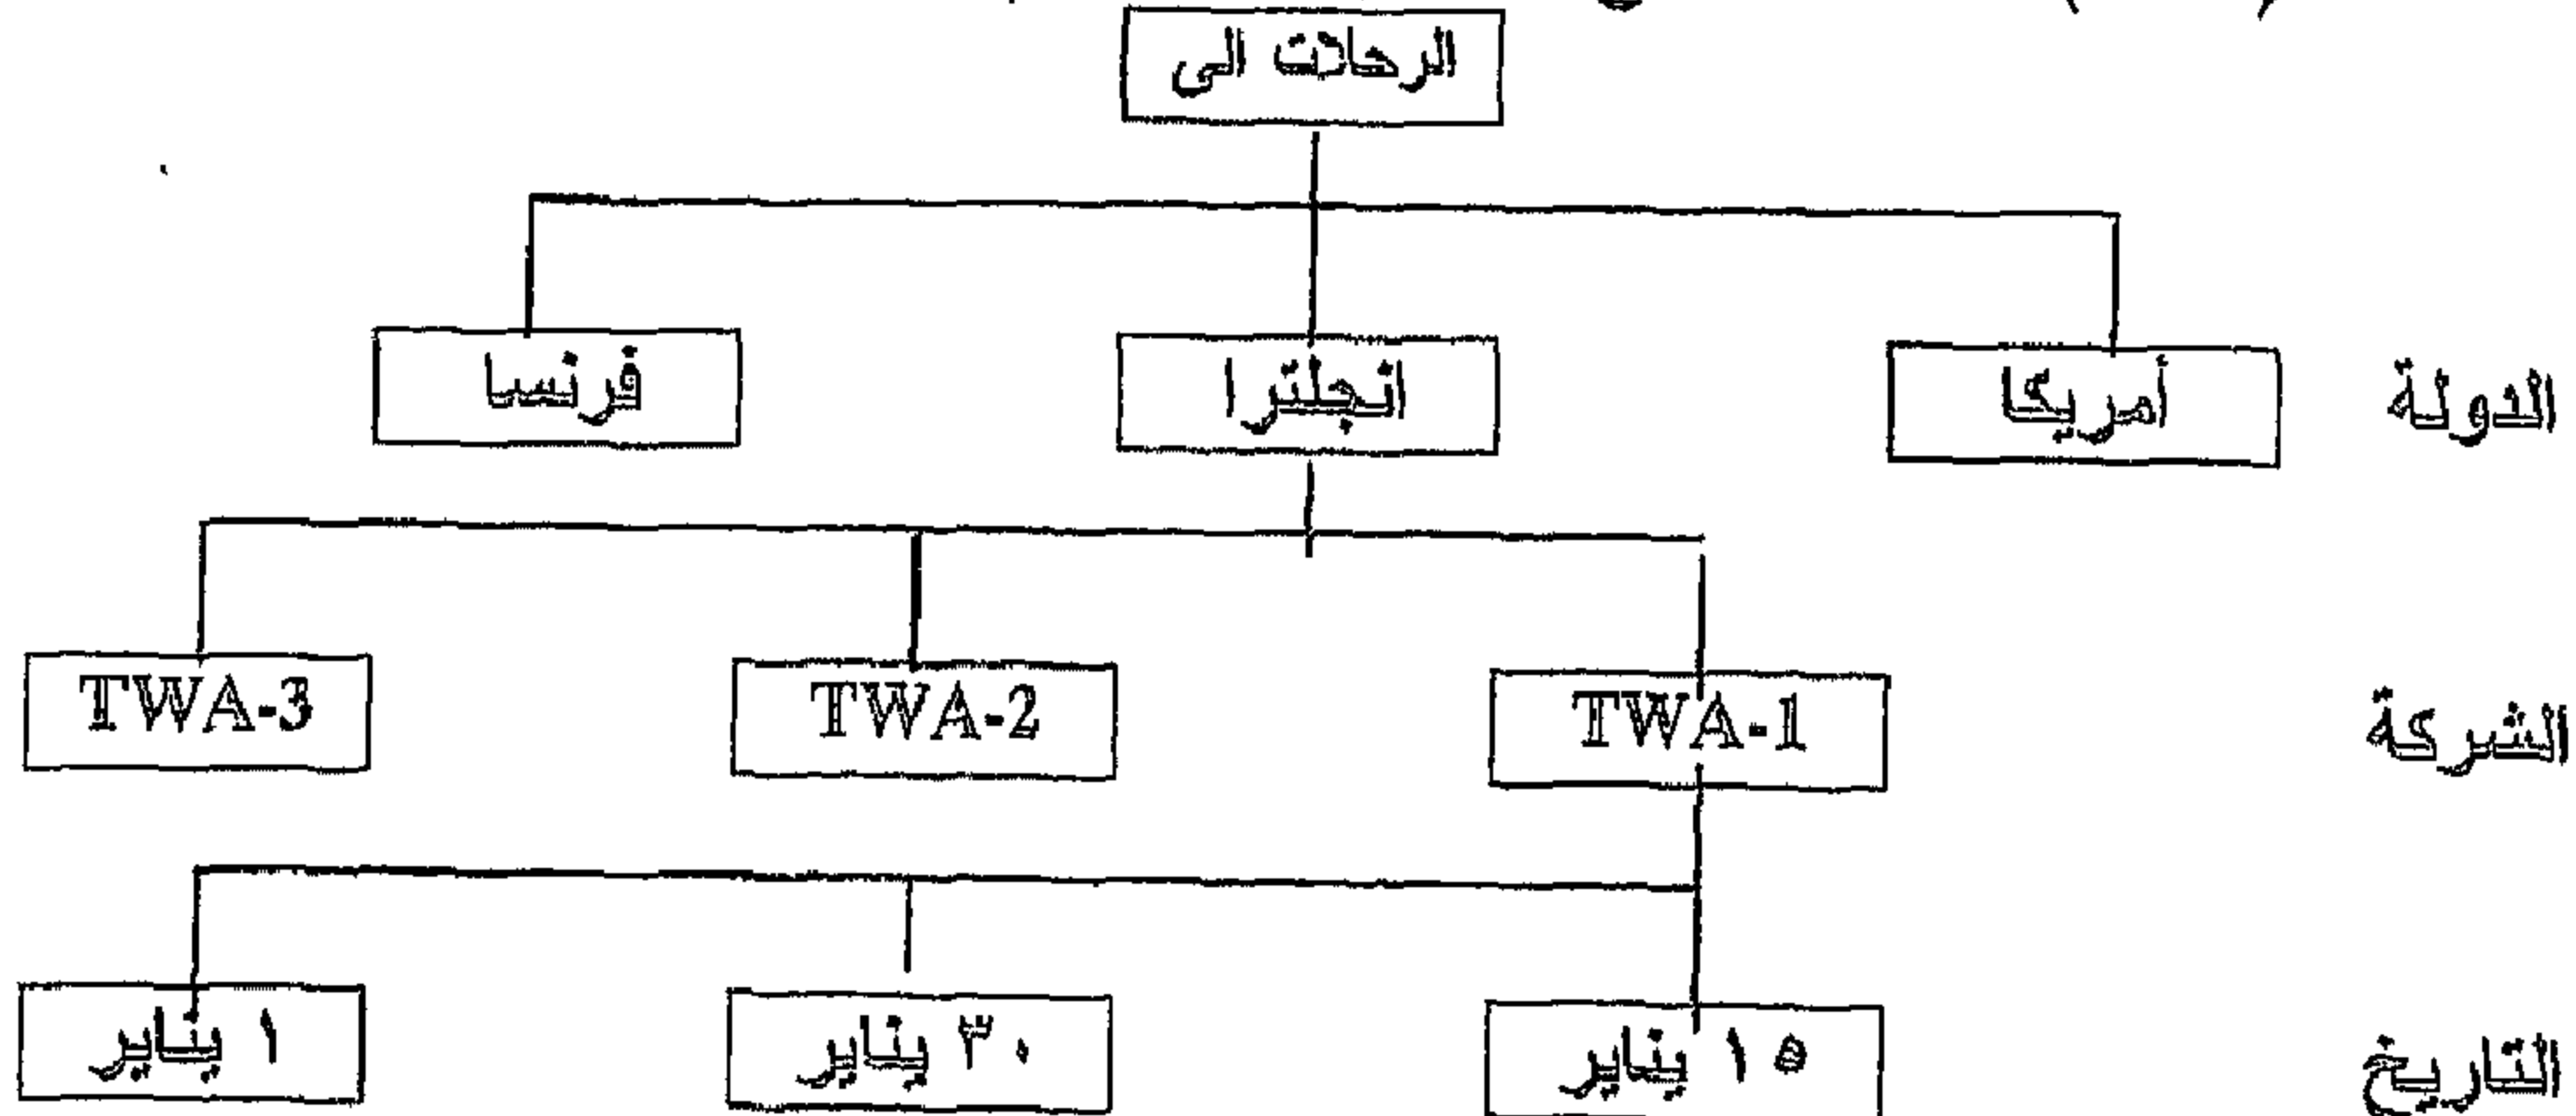 الرحلات الى
الدولة أمريكا انجلترا فرنسا
الشركة TWA-1 TWA-2 TWA-3
التاريخ ١٥ يناير ٣٠ يناير ١ يناير